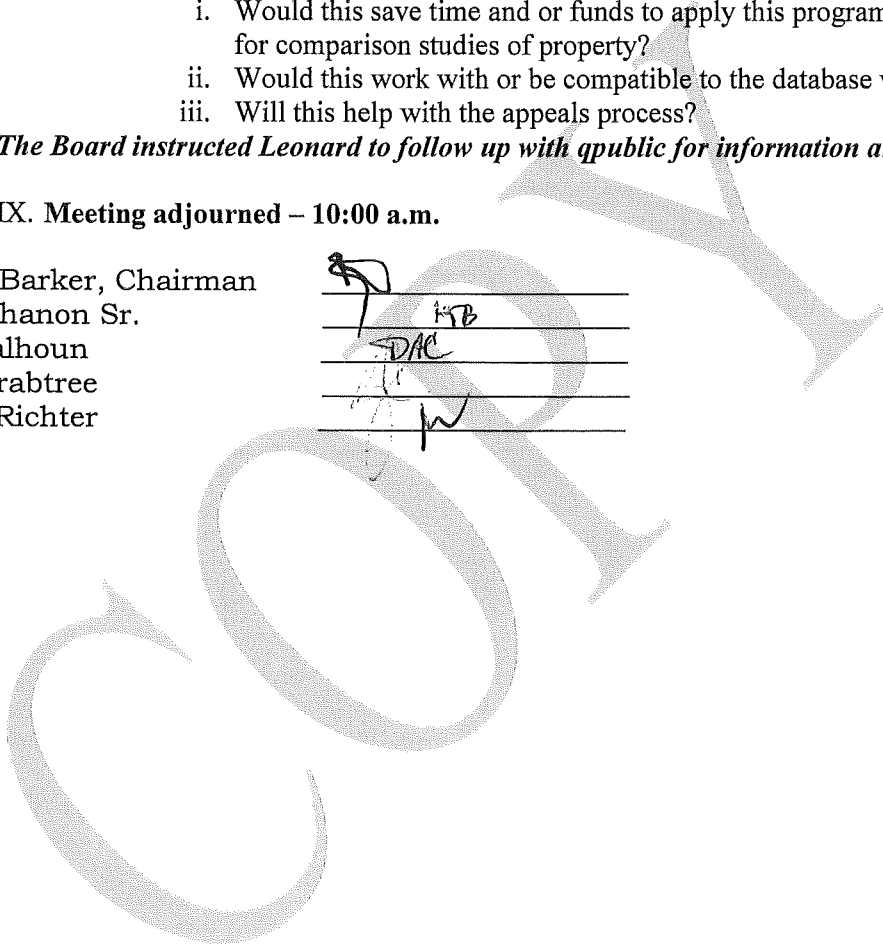 i. Would this save time and or funds to apply this program
for comparison studies of property?
ii. Would this work with or be compatible to the database
iii. Will this help with the appeals process?
The Board instructed Leonard to follow up with qpublic for information
IX. Meeting adjourned – 10:00 a.m.
Barker, Chairman
hanon Sr.
HTB
alhoun
DAC
rabtree
Richter
COPY